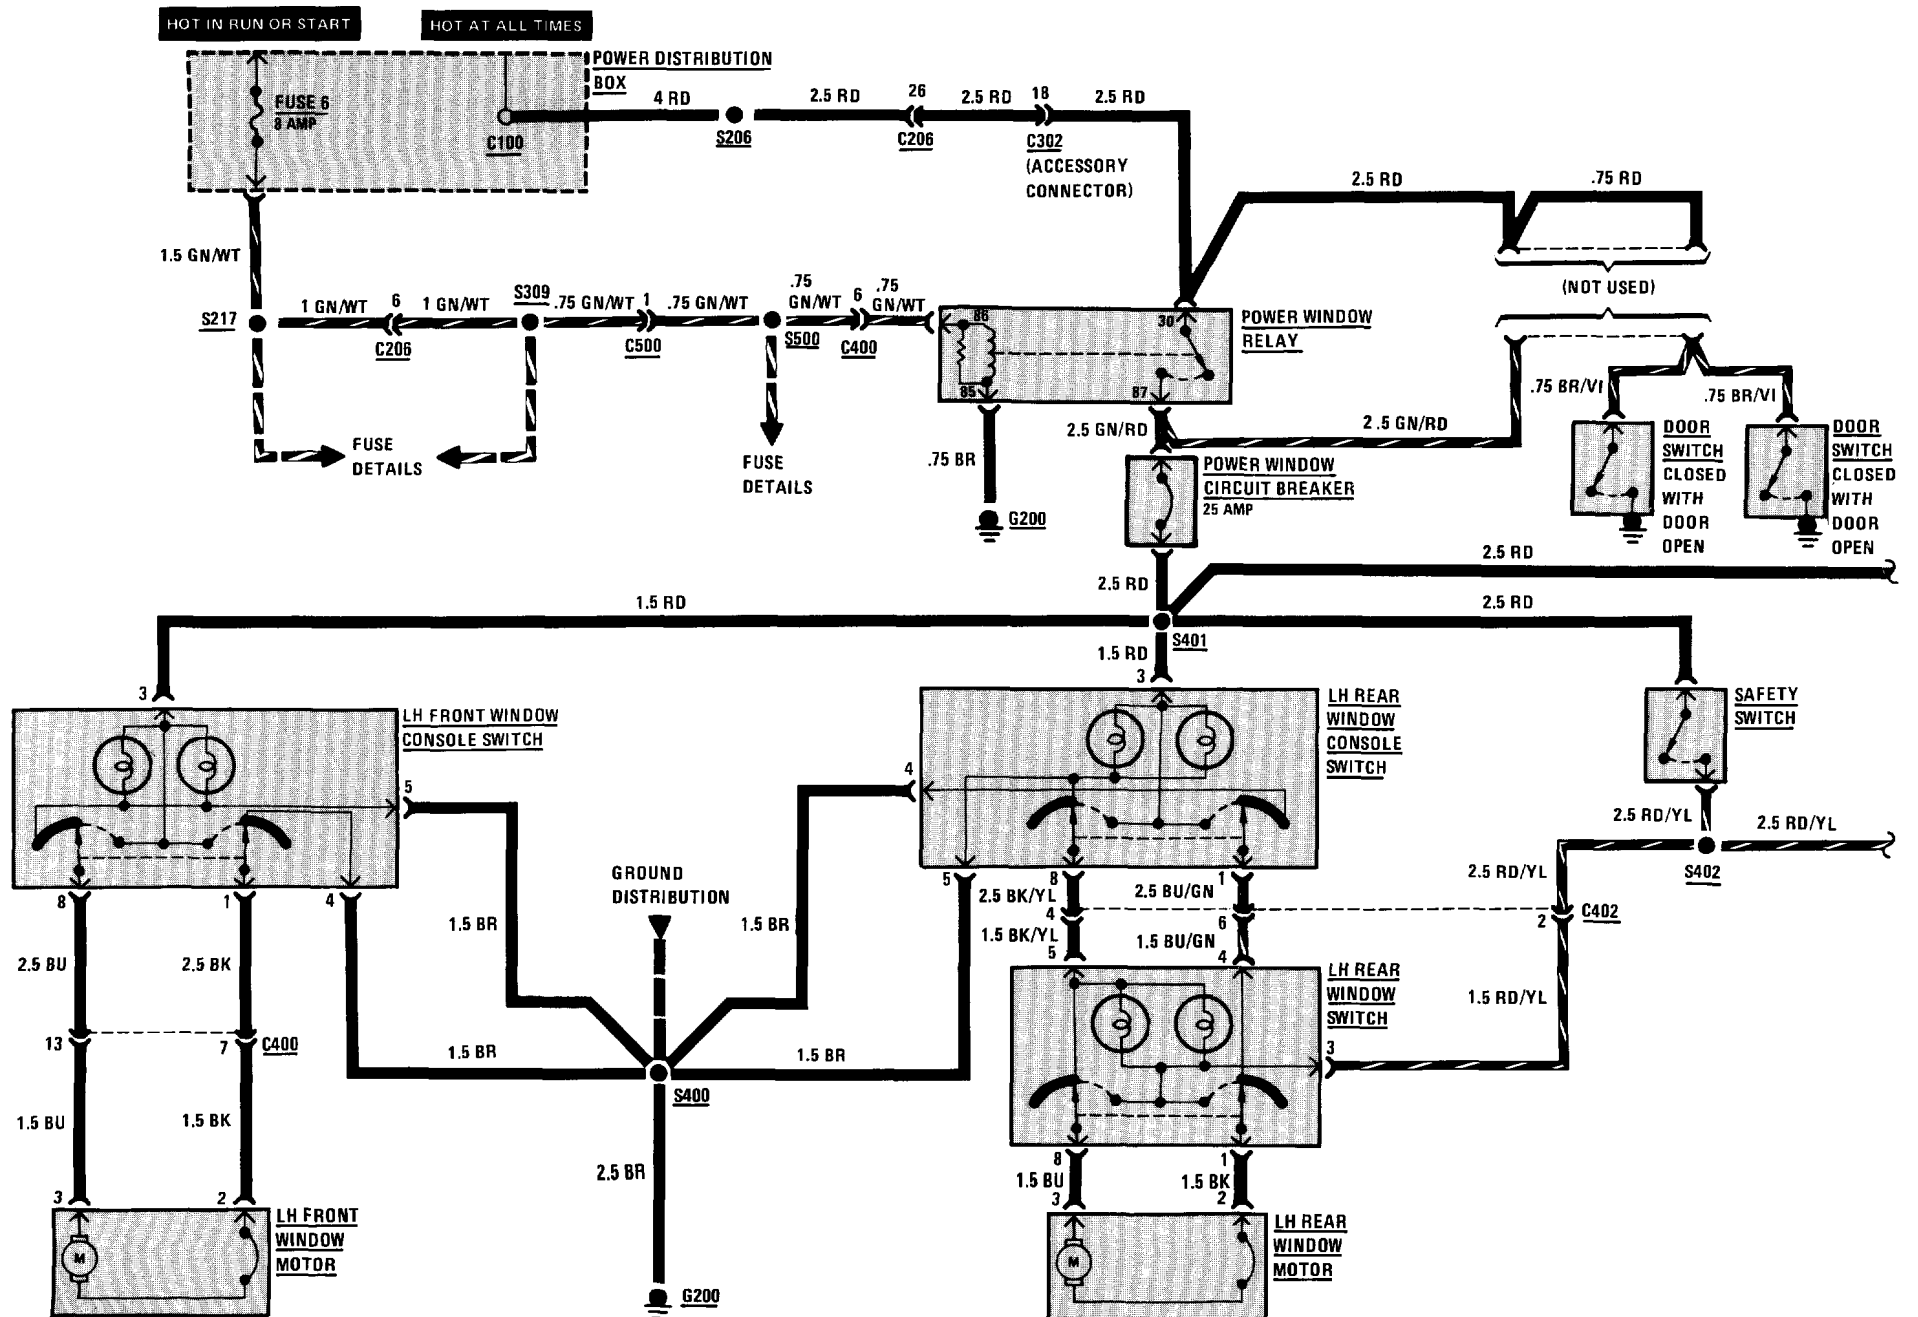 HOT IN RUN OR START
HOT AT ALL TIMES
POWER DISTRIBUTION
BOX
FUSE 6
8 AMP
C100
4 RD
S206
2.5 RD
26
C206
2.5 RD
18
C302
(ACCESSORY
CONNECTOR)
2.5 RD
2.5 RD
.75 RD
(NOT USED)
1.5 GN/WT
S217
1 GN/WT
6
C206
1 GN/WT
S309
.75 GN/WT
1
C500
.75 GN/WT
S500
.75
GN/WT
6
C400
.75
GN/WT
FUSE
DETAILS
FUSE
DETAILS
86
85
30
87
POWER WINDOW
RELAY
.75 BR
G200
2.5 GN/RD
2.5 GN/RD
POWER WINDOW
CIRCUIT BREAKER
25 AMP
.75 BR/VI
.75 BR/VI
DOOR
SWITCH
CLOSED
WITH
DOOR
OPEN
DOOR
SWITCH
CLOSED
WITH
DOOR
OPEN
2.5 RD
2.5 RD
1.5 RD
2.5 RD
S401
1.5 RD
3
3
LH FRONT WINDOW
CONSOLE SWITCH
5
LH REAR
WINDOW
CONSOLE
SWITCH
4
SAFETY
SWITCH
2.5 RD/YL
2.5 RD/YL
S402
2.5 RD/YL
8
1
4
GROUND
DISTRIBUTION
5
8
1
2.5 BK/YL
2.5 BU/GN
4
6
2
C402
1.5 BR
1.5 BR
1.5 BK/YL
1.5 BU/GN
5
4
2.5 BU
2.5 BK
13
7
C400
LH REAR
WINDOW
SWITCH
1.5 RD/YL
3
1.5 BR
1.5 BR
S400
1.5 BU
1.5 BK
2.5 BR
8
1
1.5 BU
1.5 BK
3
2
3
2
LH FRONT
WINDOW
MOTOR
M
LH REAR
WINDOW
MOTOR
M
G200